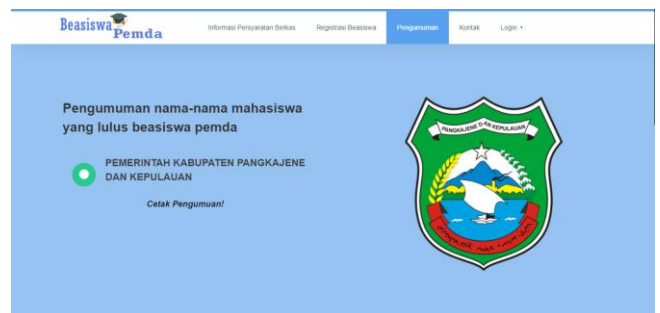 Beasiswa
Pemda
Informasi Persyaratan Berkas
Registrasi Beasiswa
Pengumuman
Kontak
Login
Pengumuman nama-nama mahasiswa
yang lulus beasiswa pemda
PEMERINTAH KABUPATEN PANGKAJENE
DAN KEPULAUAN
Cetak Pengumuan!
PANGKAJENE DAN KEPULAUAN